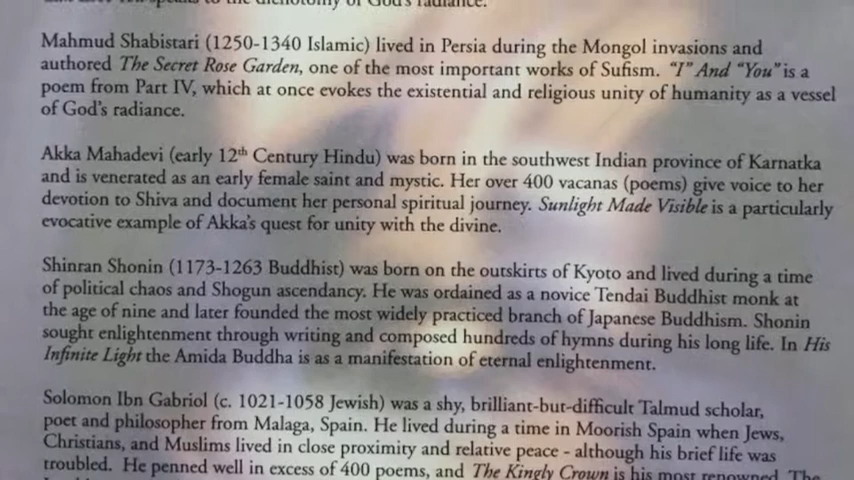 to the dichotomy of God's radiance.
Mahmud Shabistari (1250-1340 Islamic) lived in Persia during the Mongol invasions and
authored The Secret Rose Garden, one of the most important works of Sufism. "I" And "You" is a
poem from Part IV, which at once evokes the existential and religious unity of humanity as a vessel
of God's radiance.
Akka Mahadevi (early 12th Century Hindu) was born in the southwest Indian province of Karnatka
and is venerated as an early female saint and mystic. Her over 400 vacanas (poems) give voice to her
devotion to Shiva and document her personal spiritual journey. Sunlight Made Visible is a particularly
evocative example of Akka's quest for unity with the divine.
Shinran Shonin (1173-1263 Buddhist) was born on the outskirts of Kyoto and lived during a time
of political chaos and Shogun ascendancy. He was ordained as a novice Tendai Buddhist monk at
the age of nine and later founded the most widely practiced branch of Japanese Buddhism. Shonin
sought enlightenment through writing and composed hundreds of hymns during his long life. In His
Infinite Light the Amida Buddha is as a manifestation of eternal enlightenment.
Solomon Ibn Gabriol (c. 1021-1058 Jewish) was a shy, brilliant-but-difficult Talmud scholar,
poet and philosopher from Malaga, Spain. He lived during a time in Moorish Spain when Jews,
Christians, and Muslims lived in close proximity and relative peace - although his brief life was
troubled. He penned well in excess of 400 poems, and The Kingly Crown is his most renowned. The